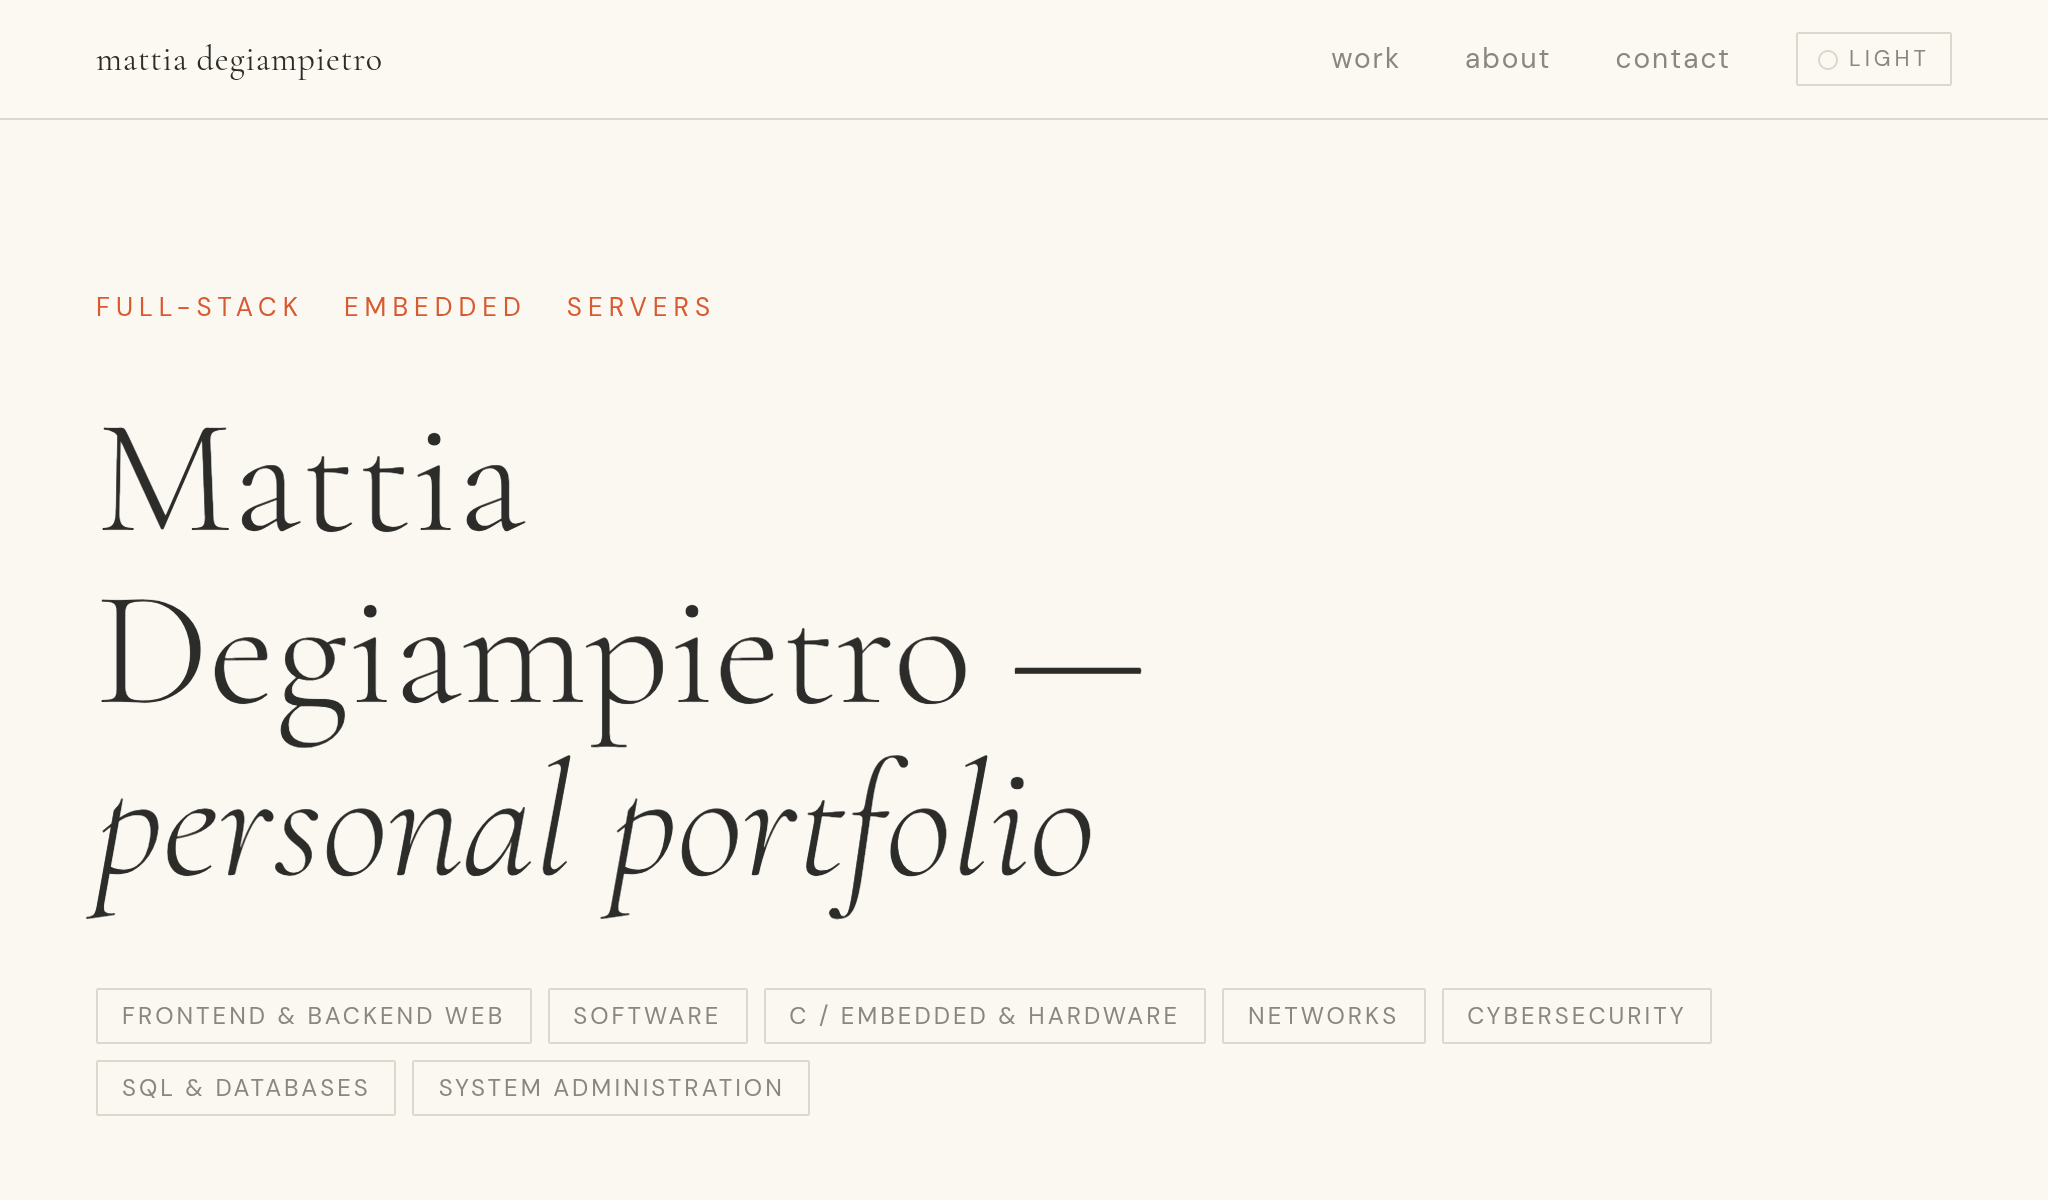 mattia degiampietro
work about contact LIGHT
FULL-STACK EMBEDDED SERVERS
Mattia
Degiampietro —
personal portfolio
FRONTEND & BACKEND WEB SOFTWARE C / EMBEDDED & HARDWARE NETWORKS CYBERSECURITY
SQL & DATABASES SYSTEM ADMINISTRATION